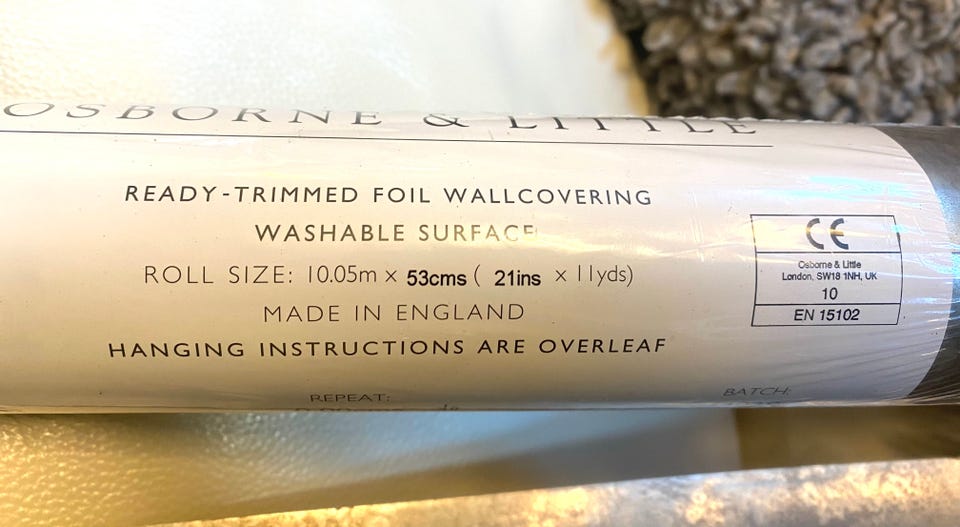 OSBORNE & LITTLE
READY-TRIMMED FOIL WALLCOVERING
WASHABLE SURFACE
ROLL SIZE: 10.05m x 53cms ( 21ins x 11yds)
MADE IN ENGLAND
HANGING INSTRUCTIONS ARE OVERLEAF
CE
Osborne & Little
London, SW18 1NH, UK
10
EN 15102
REPEAT:
BATCH: